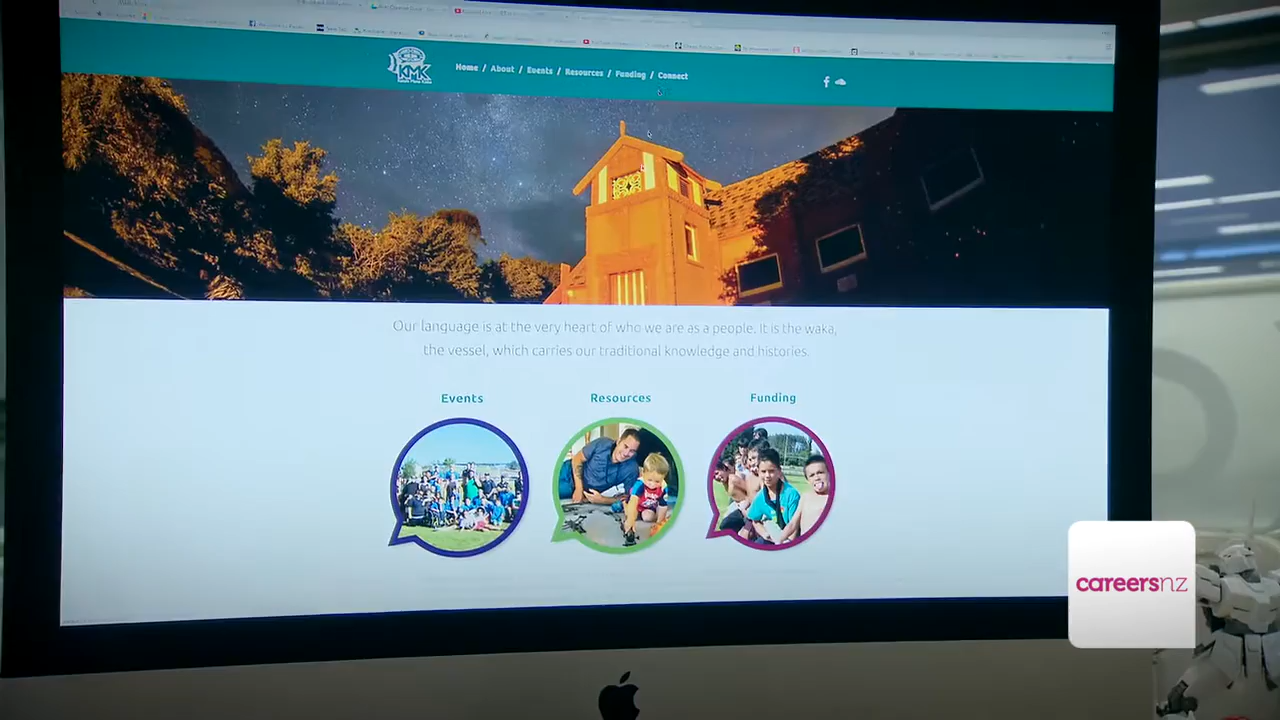 KMK
Home / About / Events / Resources / Funding / Connect
Our language is at the very heart of who we are as a people. It is the waka,
the vessel, which carries our traditional knowledge and histories.
Events
Resources
Funding
careersnz